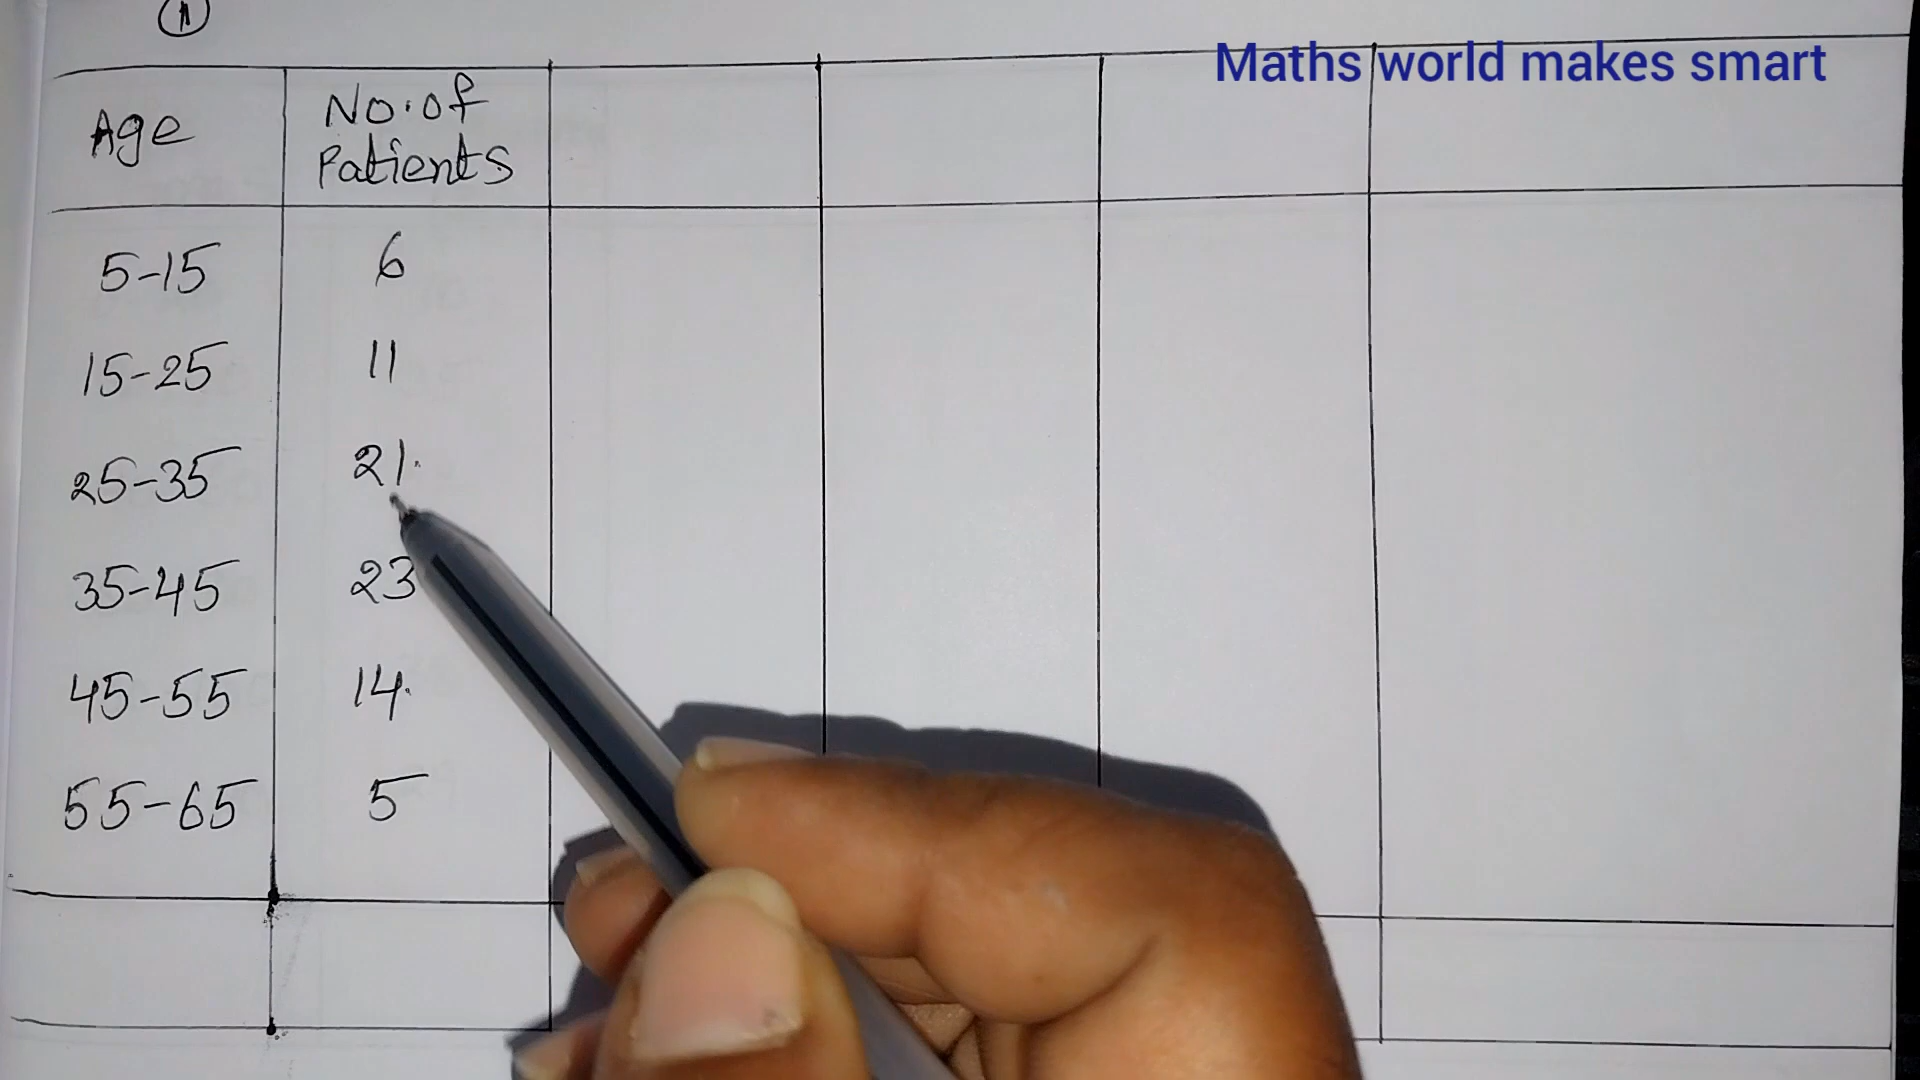 1
Maths world makes smart
Age
No. of
Patients
5-15 6
15-25 11
25-35 21.
35-45 23
45-55 14.
55-65 5